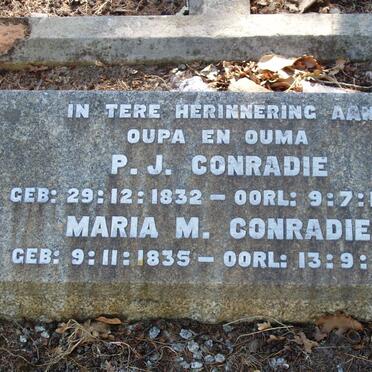 IN TERE HERINNERING AAN
OUPA EN OUMA
P. J. CONRADIE
GEB: 29:12:1832 – OORL: 9:7:1
MARIA M. CONRADIE
GEB: 9:11:1835 – OORL: 13:9: